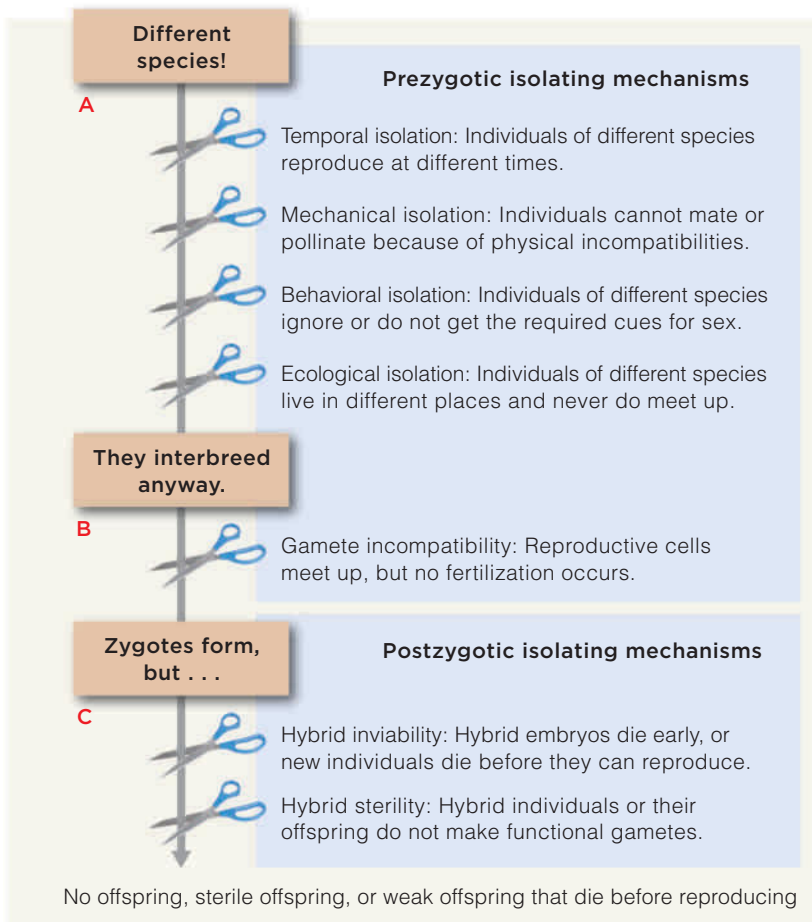 Different
species!
Prezygotic isolating mechanisms
A
Temporal isolation: Individuals of different species
reproduce at different times.
Mechanical isolation: Individuals cannot mate or
pollinate because of physical incompatibilities.
Behavioral isolation: Individuals of different species
ignore or do not get the required cues for sex.
Ecological isolation: Individuals of different species
live in different places and never do meet up.
They interbreed
anyway.
B
Gamete incompatibility: Reproductive cells
meet up, but no fertilization occurs.
Zygotes form,
but . . .
Postzygotic isolating mechanisms
C
Hybrid inviability: Hybrid embryos die early, or
new individuals die before they can reproduce.
Hybrid sterility: Hybrid individuals or their
offspring do not make functional gametes.
No offspring, sterile offspring, or weak offspring that die before reproducing